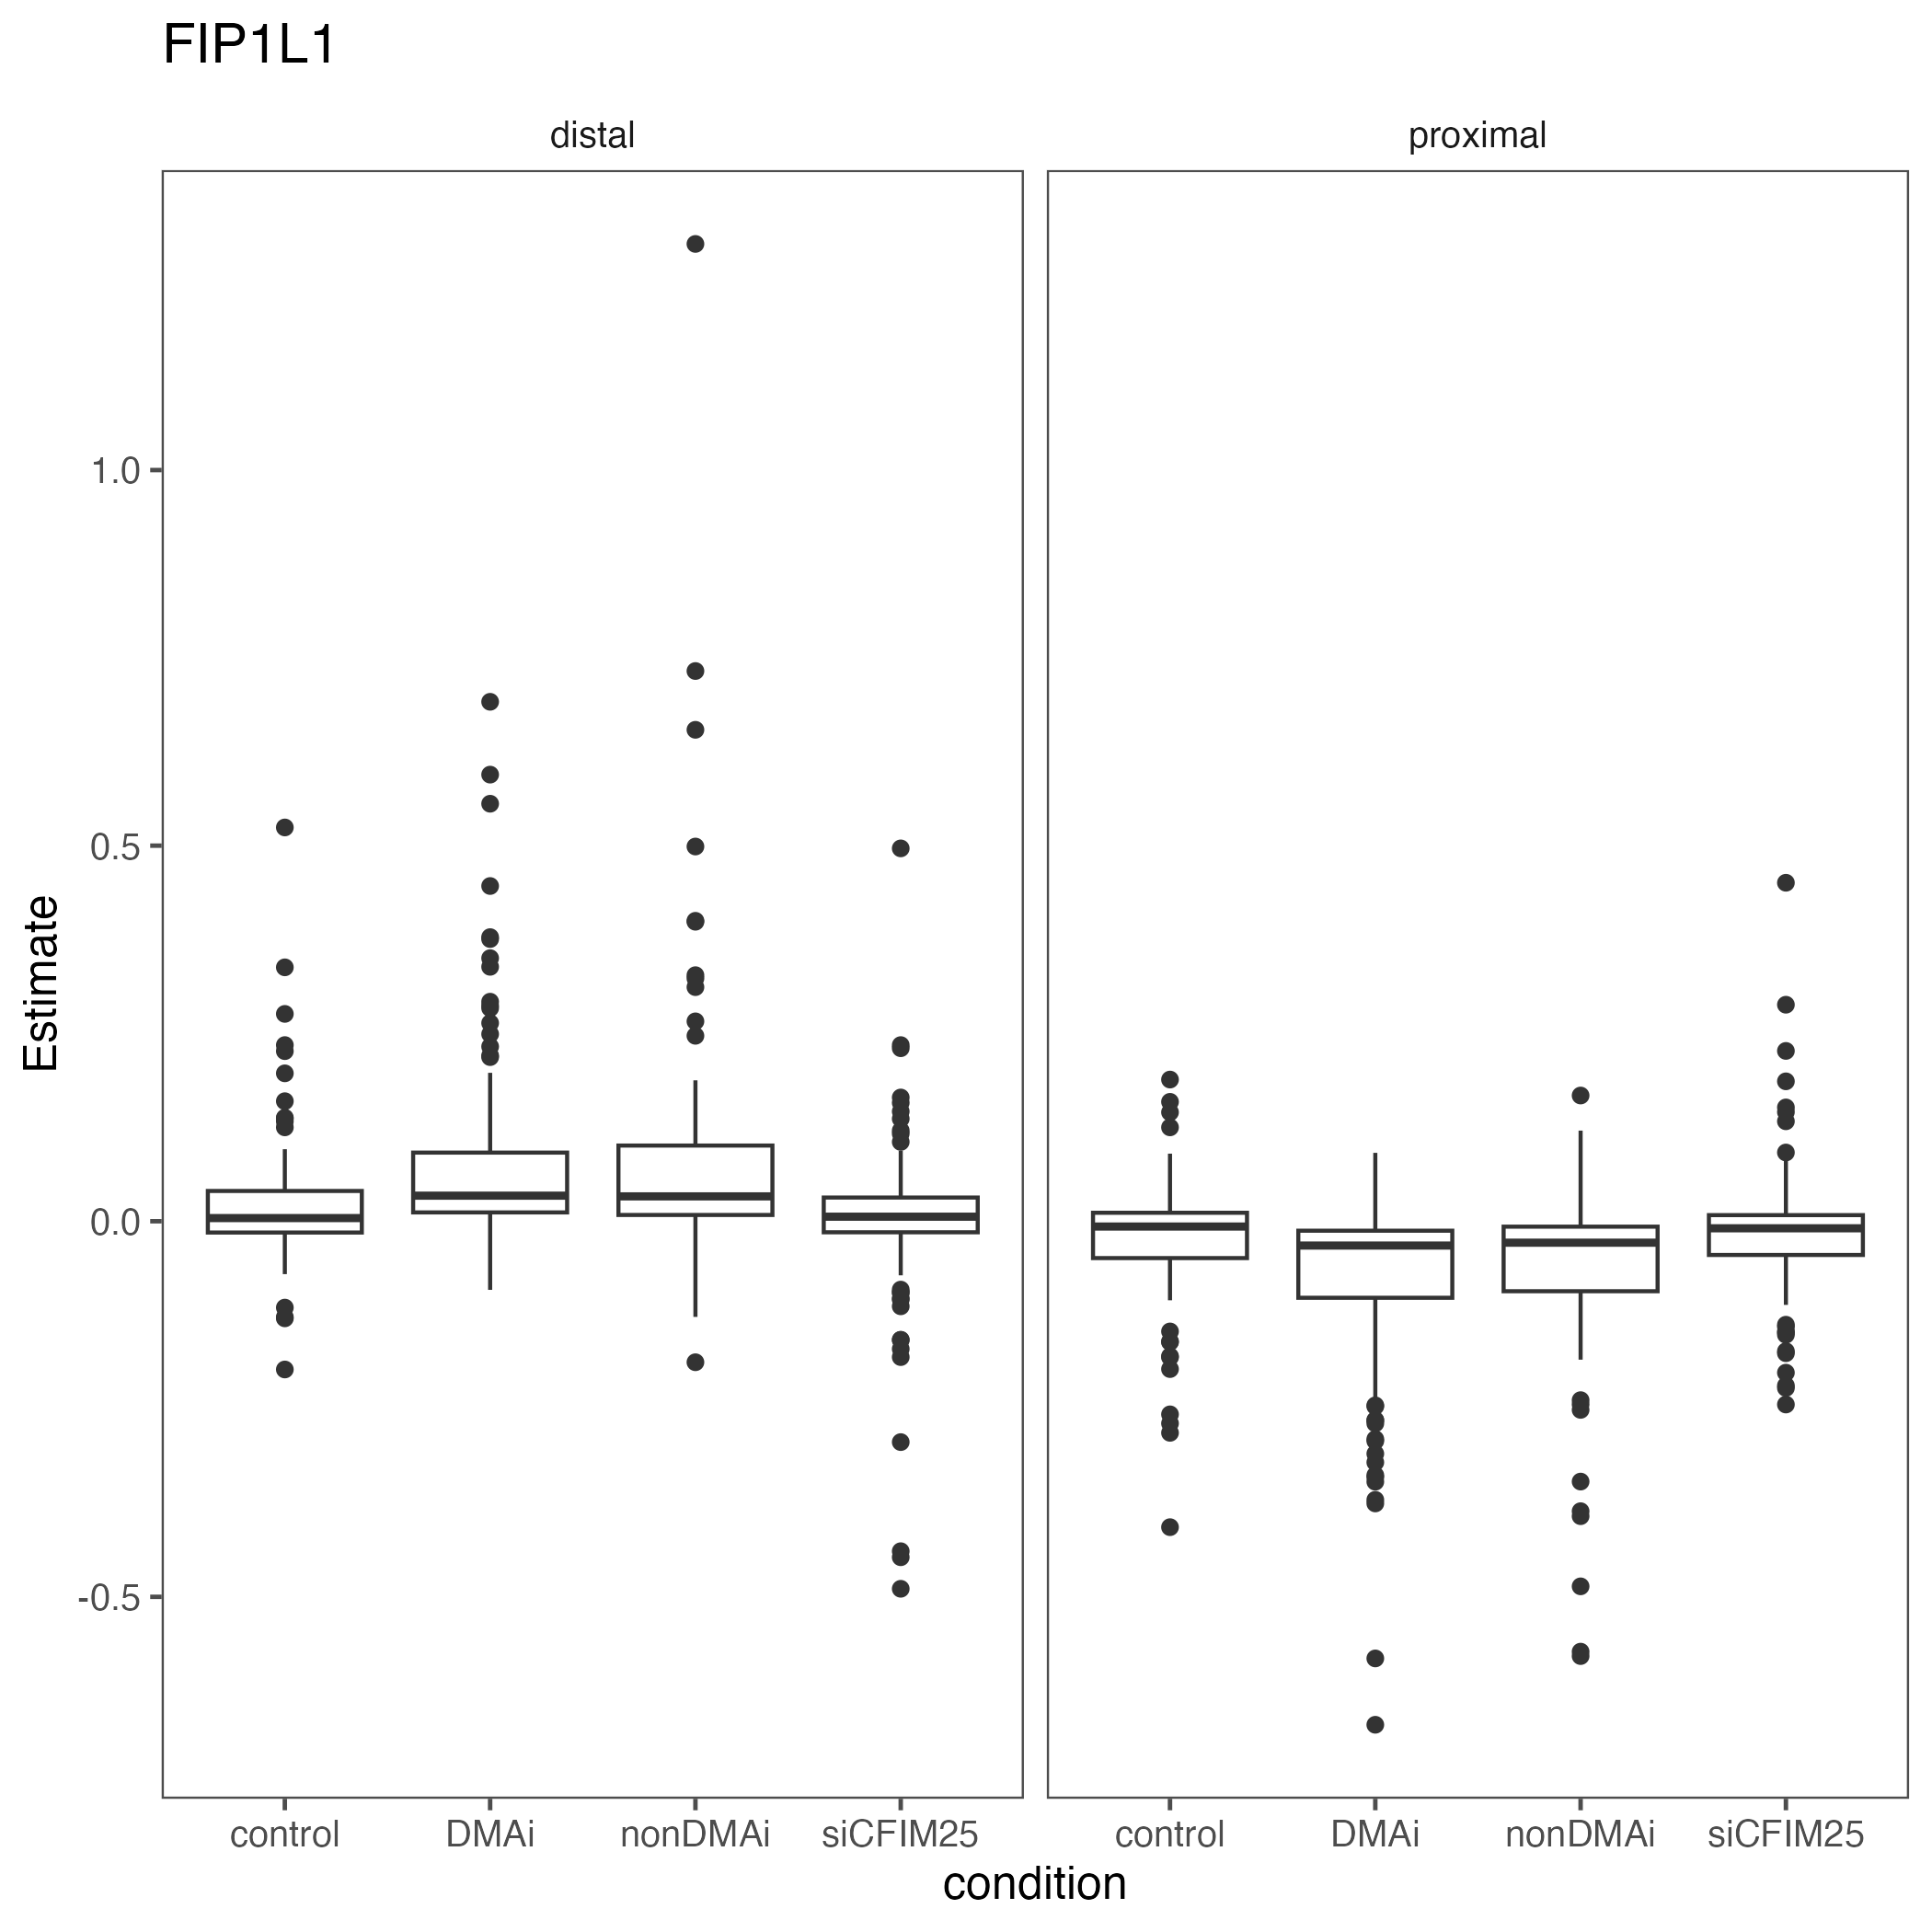 FIP1L1
distal
proximal
1.0
0.5
0.0
-0.5
Estimate
control DMAi nonDMAi siCFIM25
control DMAi nonDMAi siCFIM25
condition